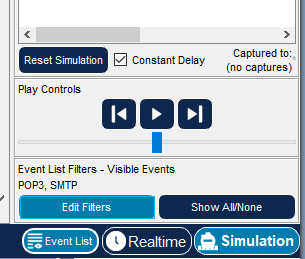 Reset Simulation
Constant Delay
Captured to:
(no captures)
Play Controls
Event List Filters - Visible Events
POP3, SMTP
Edit Filters
Show All/None
Event List
Realtime
Simulation